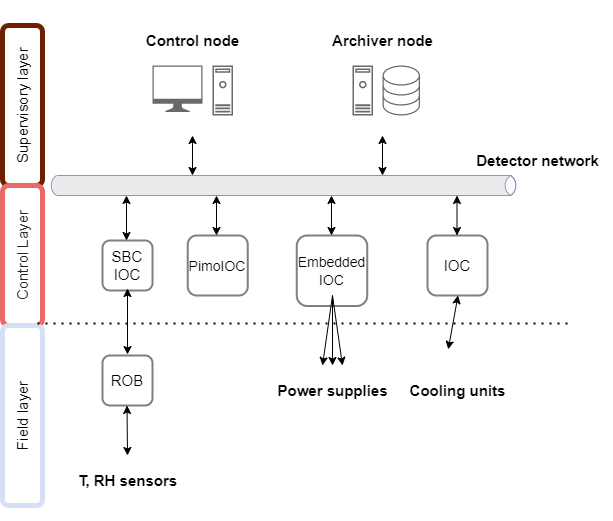 Control node
Archiver node
Supervisory layer
Detector network
Control Layer
SBC
IOC
PimoIOC
Embedded
IOC
IOC
Field layer
ROB
Power supplies
Cooling units
T, RH sensors